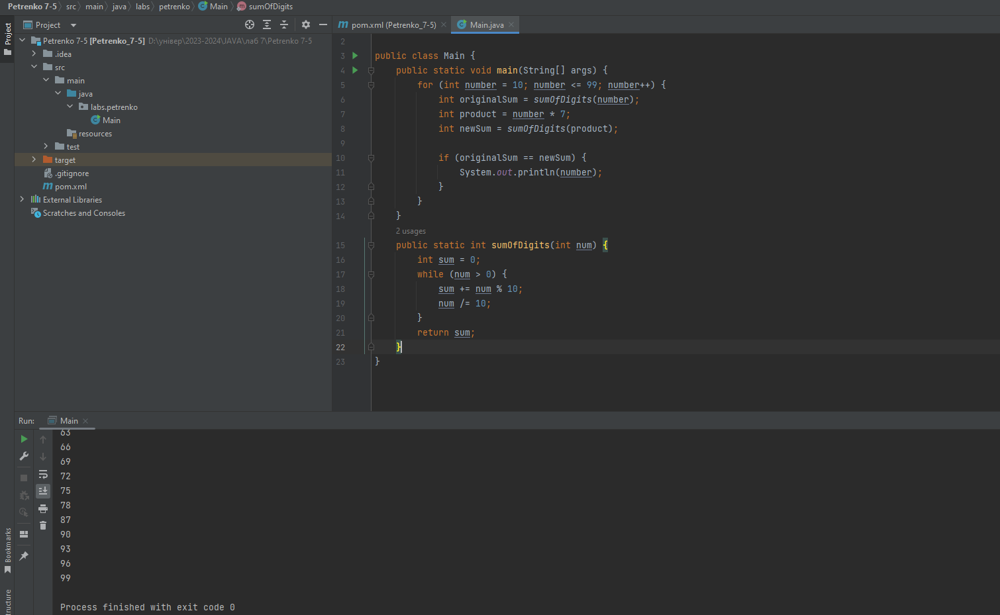 Petrenko 7-5 src main java labs petrenko Main sumOfDigits
Project
Project
Petrenko 7-5 [Petrenko_7-5] D:\універ\2023-2024\JAVA\лаб 7\Petrenko 7-5
.idea
src
main
java
labs.petrenko
Main
resources
test
target
.gitignore
pom.xml
External Libraries
Scratches and Consoles
pom.xml (Petrenko_7-5) Main.java
2
3 public class Main {
4 public static void main(String[] args) {
5 for (int number = 10; number <= 99; number++) {
6 int originalSum = sumOfDigits(number);
7 int product = number * 7;
8 int newSum = sumOfDigits(product);
9
10 if (originalSum == newSum) {
11 System.out.println(number);
12 }
13 }
14 }
2 usages
15 public static int sumOfDigits(int num) {
16 int sum = 0;
17 while (num > 0) {
18 sum += num % 10;
19 num /= 10;
20 }
21 return sum;
22 }
23 }
Run: Main
63
66
69
72
75
78
87
90
93
96
99
Process finished with exit code 0
Bookmarks